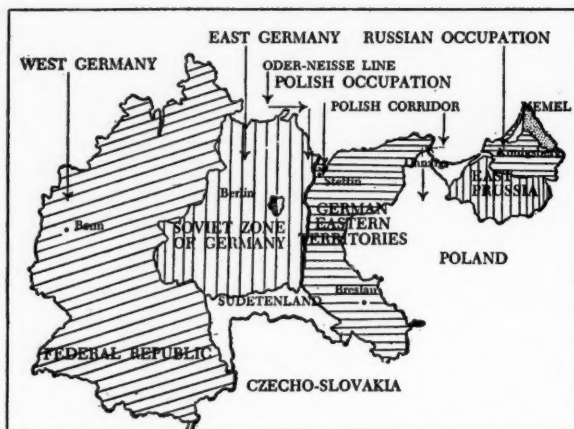 EAST GERMANY
RUSSIAN OCCUPATION
WEST GERMANY
ODER-NEISSE LINE
POLISH OCCUPATION
POLISH CORRIDOR
MEMEL
Konigsberg
Danzig
EAST
PRUSSIA
Stettin
Berlin
GERMAN
EASTERN
TERRITORIES
SOVIET ZONE
OF GERMANY
Bonn
POLAND
Breslau
SUDETENLAND
FEDERAL REPUBLIC
CZECHO-SLOVAKIA